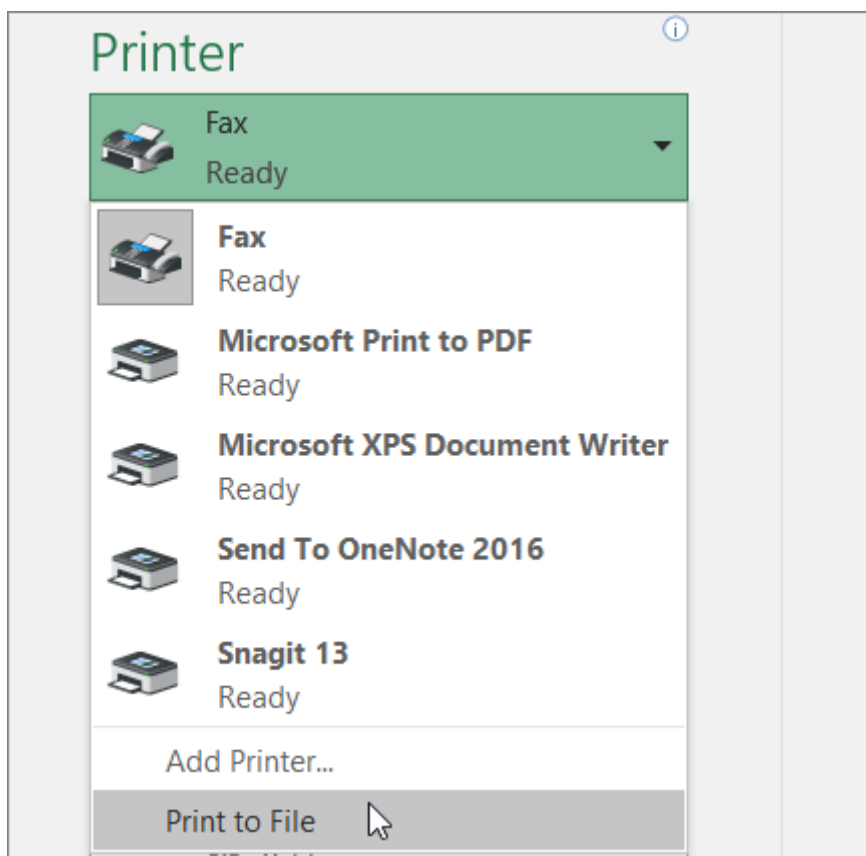 Printer
Fax
Ready
Fax
Ready
Microsoft Print to PDF
Ready
Microsoft XPS Document Writer
Ready
Send To OneNote 2016
Ready
Snagit 13
Ready
Add Printer...
Print to File